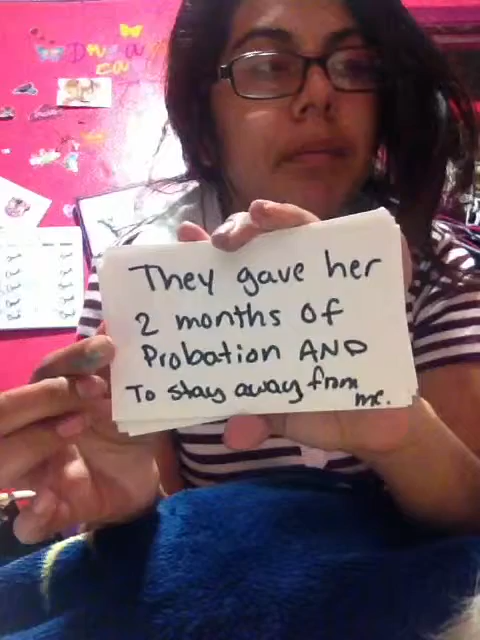 They gave her
2 months of
Probation AND
To stay away from
me.